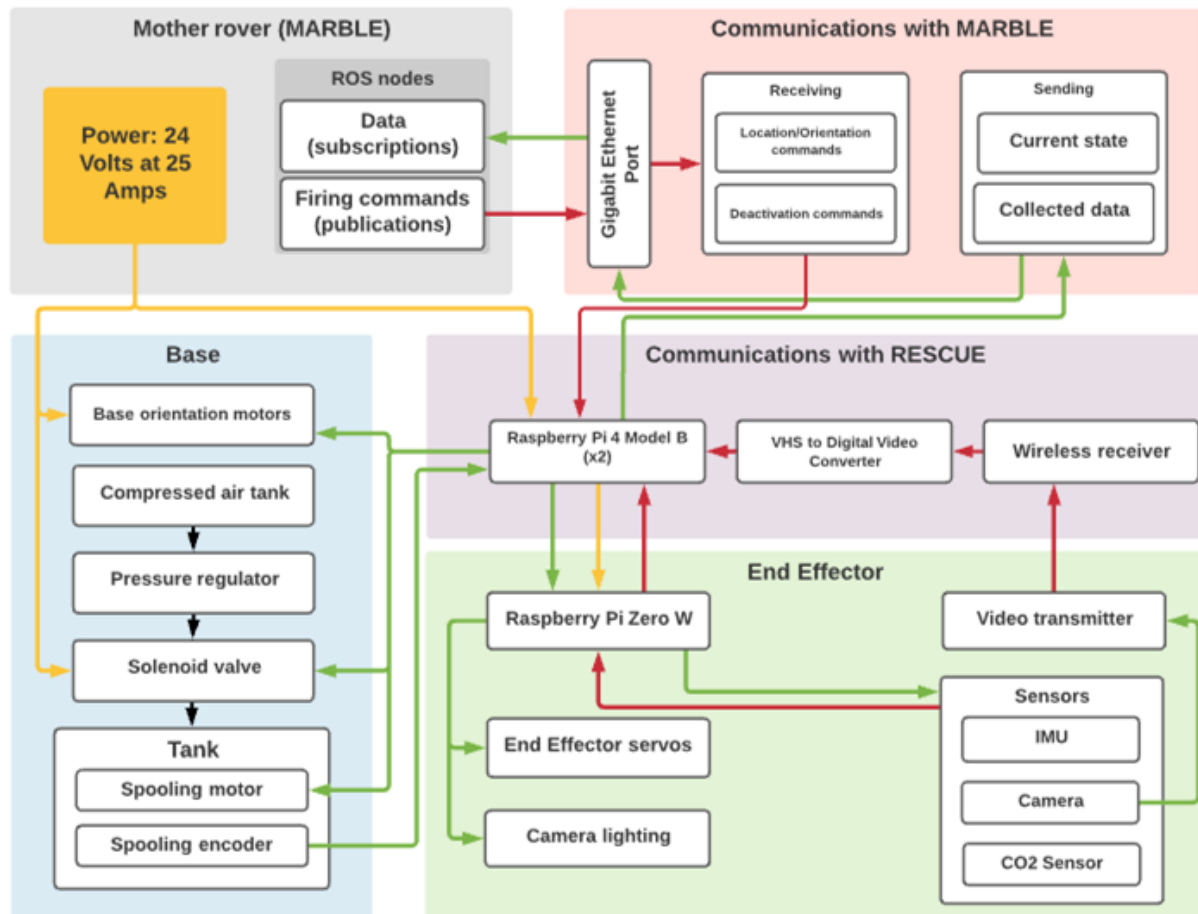 Mother rover (MARBLE)
Power: 24
Volts at 25
Amps
ROS nodes
Data
(subscriptions)
Firing commands
(publications)
Communications with MARBLE
Gigabit Ethernet
Port
Receiving
Location/Orientation
commands
Deactivation commands
Sending
Current state
Collected data
Base
Base orientation motors
Compressed air tank
Pressure regulator
Solenoid valve
Tank
Spooling motor
Spooling encoder
Communications with RESCUE
Raspberry Pi 4 Model B
(x2)
VHS to Digital Video
Converter
Wireless receiver
End Effector
Raspberry Pi Zero W
Video transmitter
End Effector servos
Camera lighting
Sensors
IMU
Camera
CO2 Sensor